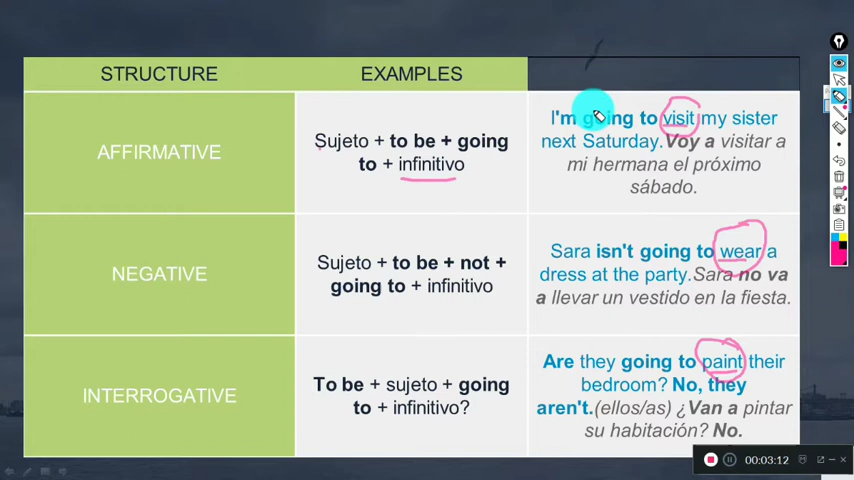 STRUCTURE
EXAMPLES
AFFIRMATIVE
Sujeto + to be + going
to + infinitivo
I'm going to visit my sister
next Saturday.Voy a visitar a
mi hermana el próximo
sábado.
NEGATIVE
Sujeto + to be + not +
going to + infinitivo
Sara isn't going to wear a
dress at the party.Sara no va
a llevar un vestido en la fiesta.
INTERROGATIVE
To be + sujeto + going
to + infinitivo?
Are they going to paint their
bedroom? No, they
aren't.(ellos/as) ¿Van a pintar
su habitación? No.
00:03:12